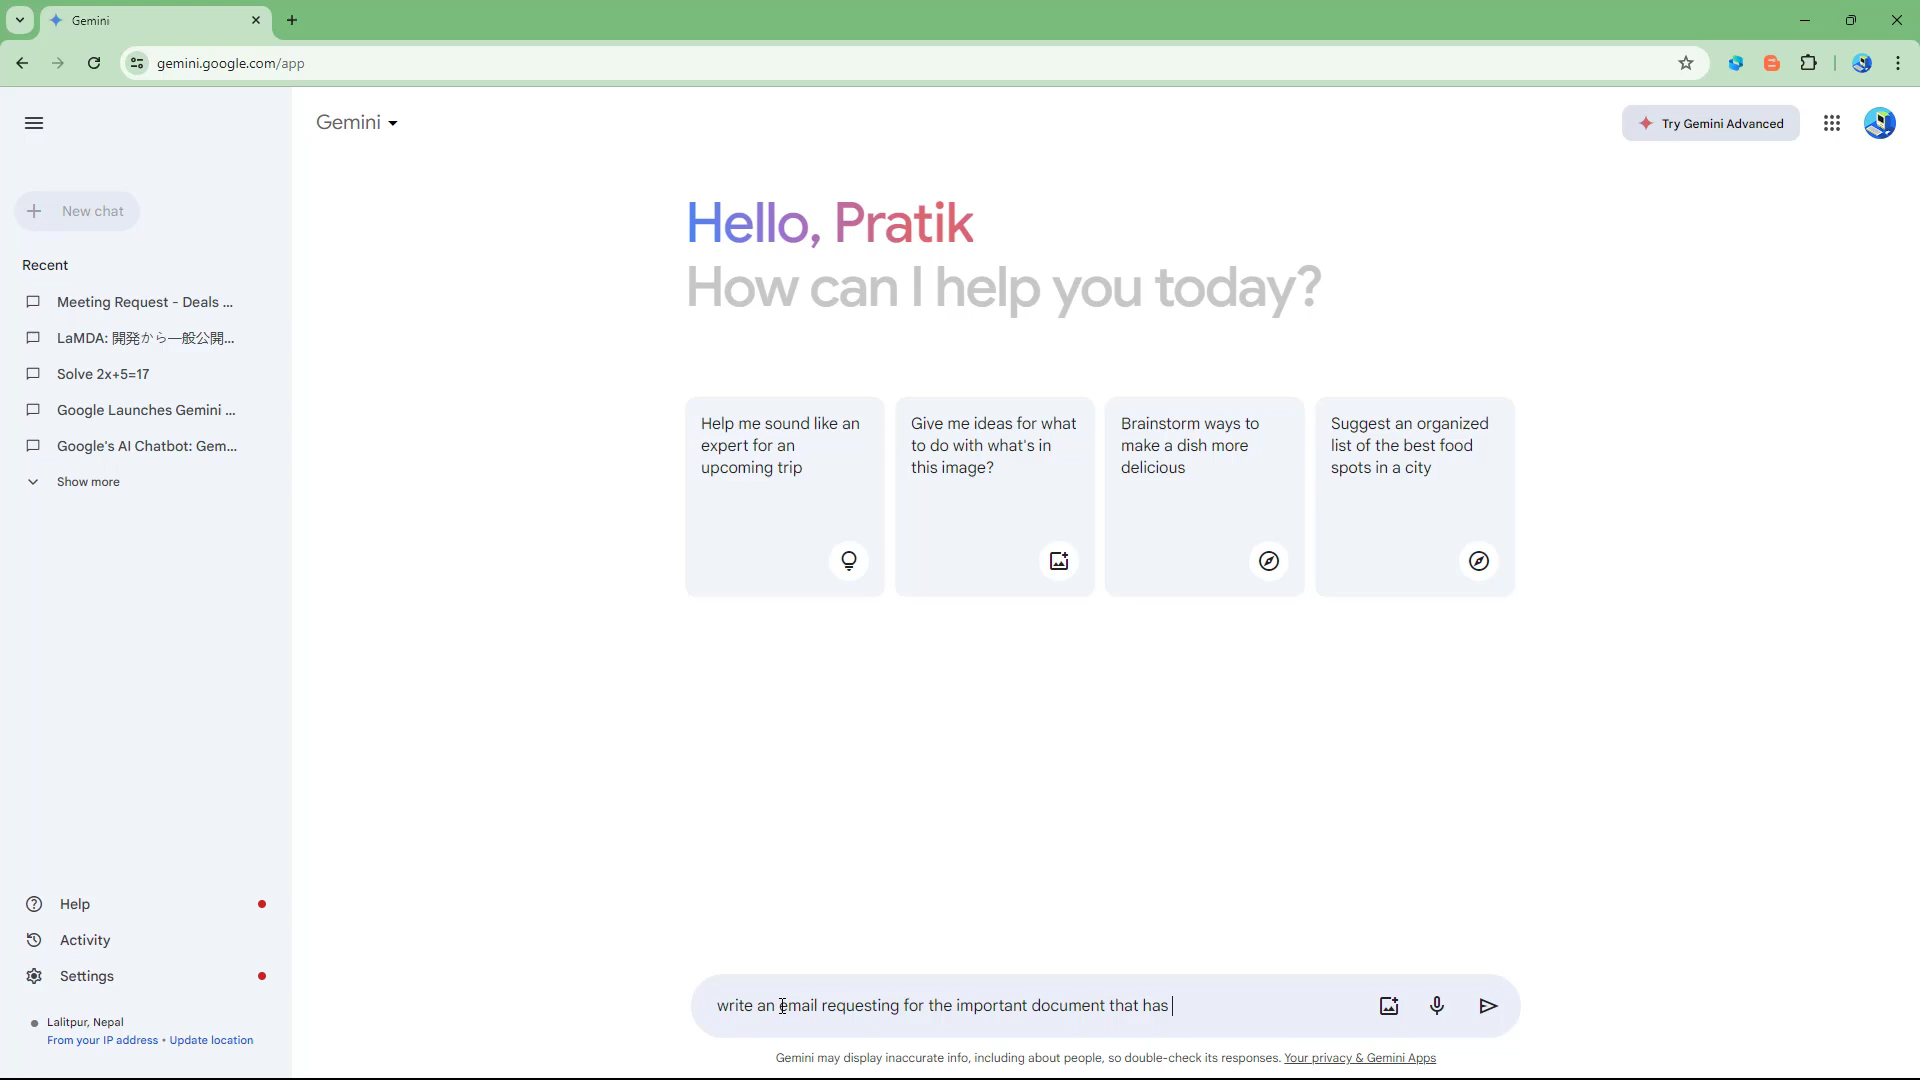 Gemini
gemini.google.com/app
Gemini
Try Gemini Advanced
New chat
Recent
Meeting Request - Deals ...
LaMDA: 開発から一般公開...
Solve 2x+5=17
Google Launches Gemini ...
Google's AI Chatbot: Gem...
Show more
Hello, Pratik
How can I help you today?
Help me sound like an
expert for an
upcoming trip
Give me ideas for what
to do with what's in
this image?
Brainstorm ways to
make a dish more
delicious
Suggest an organized
list of the best food
spots in a city
Help
Activity
Settings
Lalitpur, Nepal
From your IP address • Update location
write an email requesting for the important document that has
Gemini may display inaccurate info, including about people, so double-check its responses. Your privacy & Gemini Apps